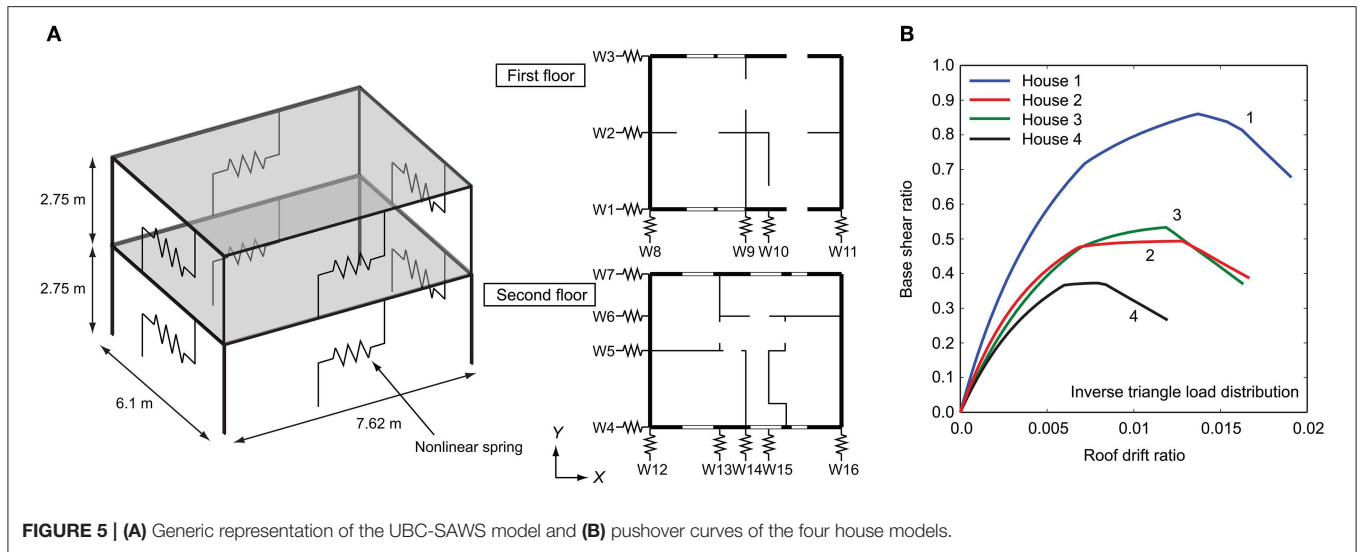 A
2.75 m
2.75 m
6.1 m
7.62 m
Nonlinear spring
First floor
W3
W2
W1
W8 W9 W10 W11
Second floor
W7
W6
W5
W4
W12 W13 W14 W15 W16
Y
X
B
Base shear ratio
1.0
0.9
0.8
0.7
0.6
0.5
0.4
0.3
0.2
0.1
0.0
House 1
House 2
House 3
House 4
1
3
2
4
Inverse triangle load distribution
0.0 0.005 0.01 0.015 0.02
Roof drift ratio
FIGURE 5 | (A) Generic representation of the UBC-SAWS model and (B) pushover curves of the four house models.